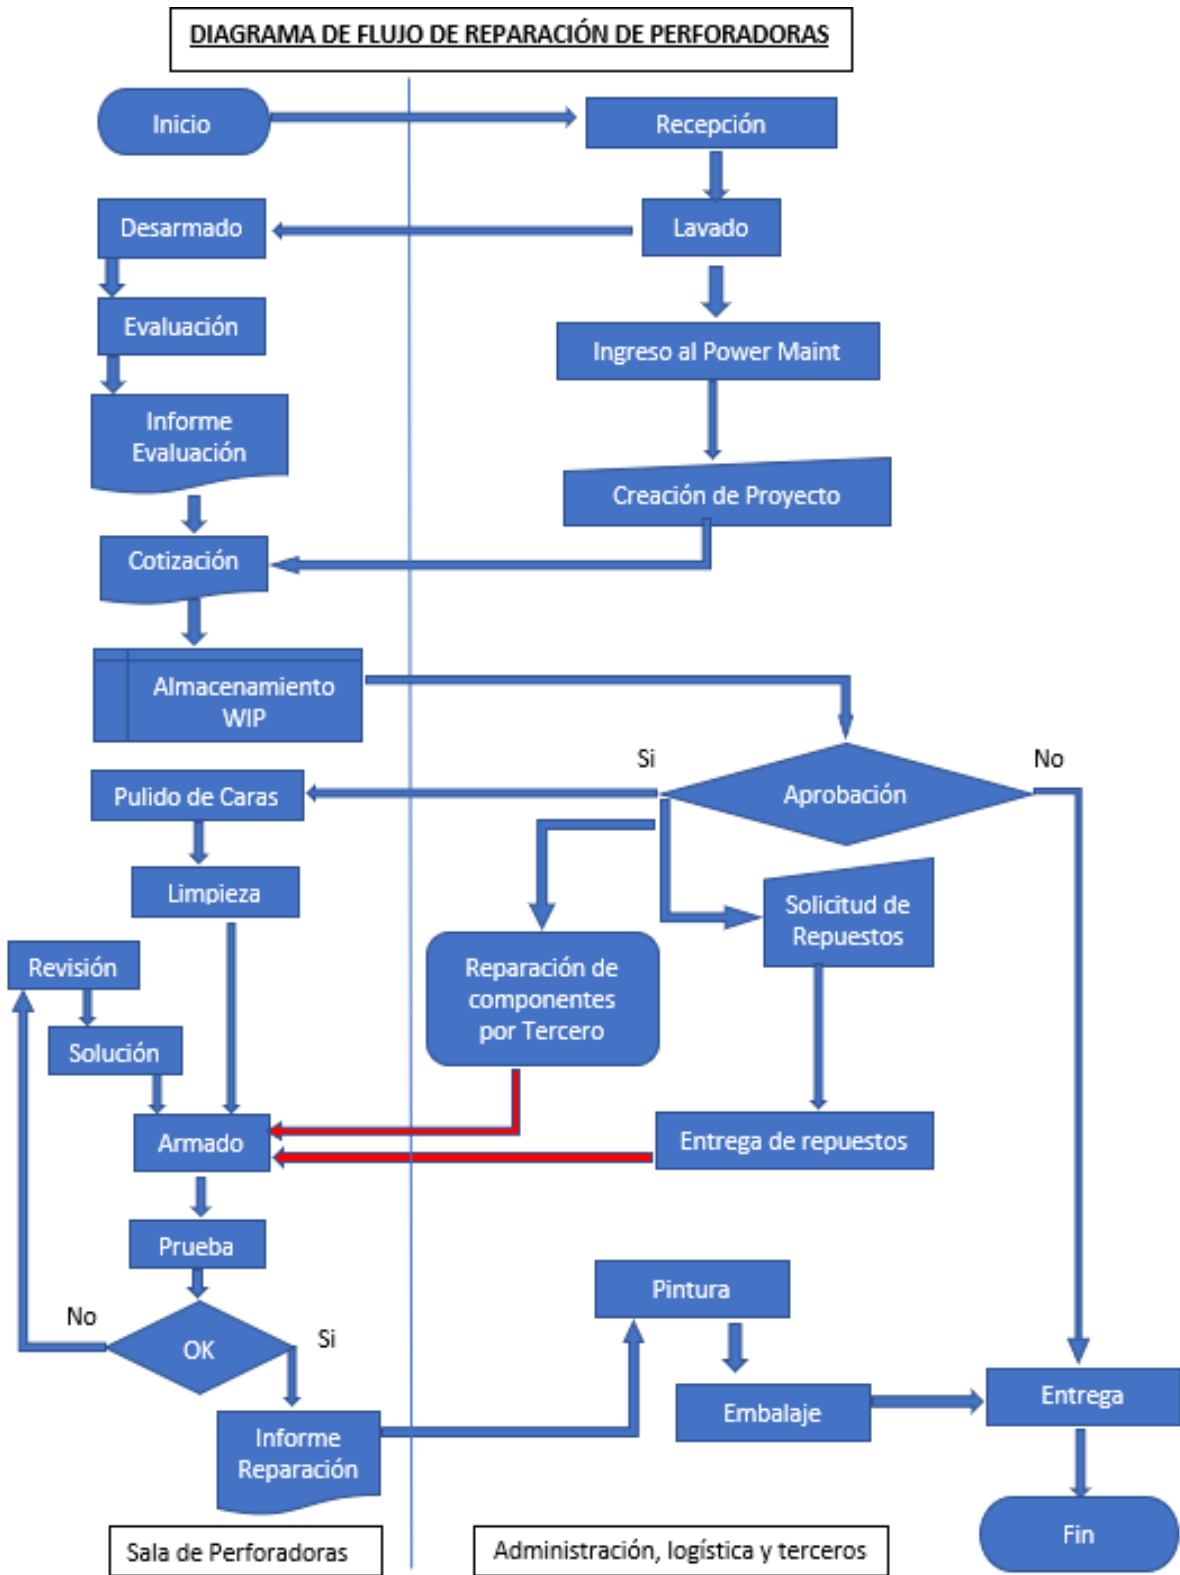 DIAGRAMA DE FLUJO DE REPARACIÓN DE PERFORADORAS
Inicio
Recepción
Desarmado
Lavado
Evaluación
Ingreso al Power Maint
Informe
Evaluación
Creación de Proyecto
Cotización
Almacenamiento
WIP
Si
No
Pulido de Caras
Aprobación
Limpieza
Solicitud de
Repuestos
Revisión
Reparación de
componentes
por Tercero
Solución
Armado
Entrega de repuestos
Prueba
Pintura
No
OK
Si
Embalaje
Entrega
Informe
Reparación
Fin
Sala de Perforadoras
Administración, logística y terceros